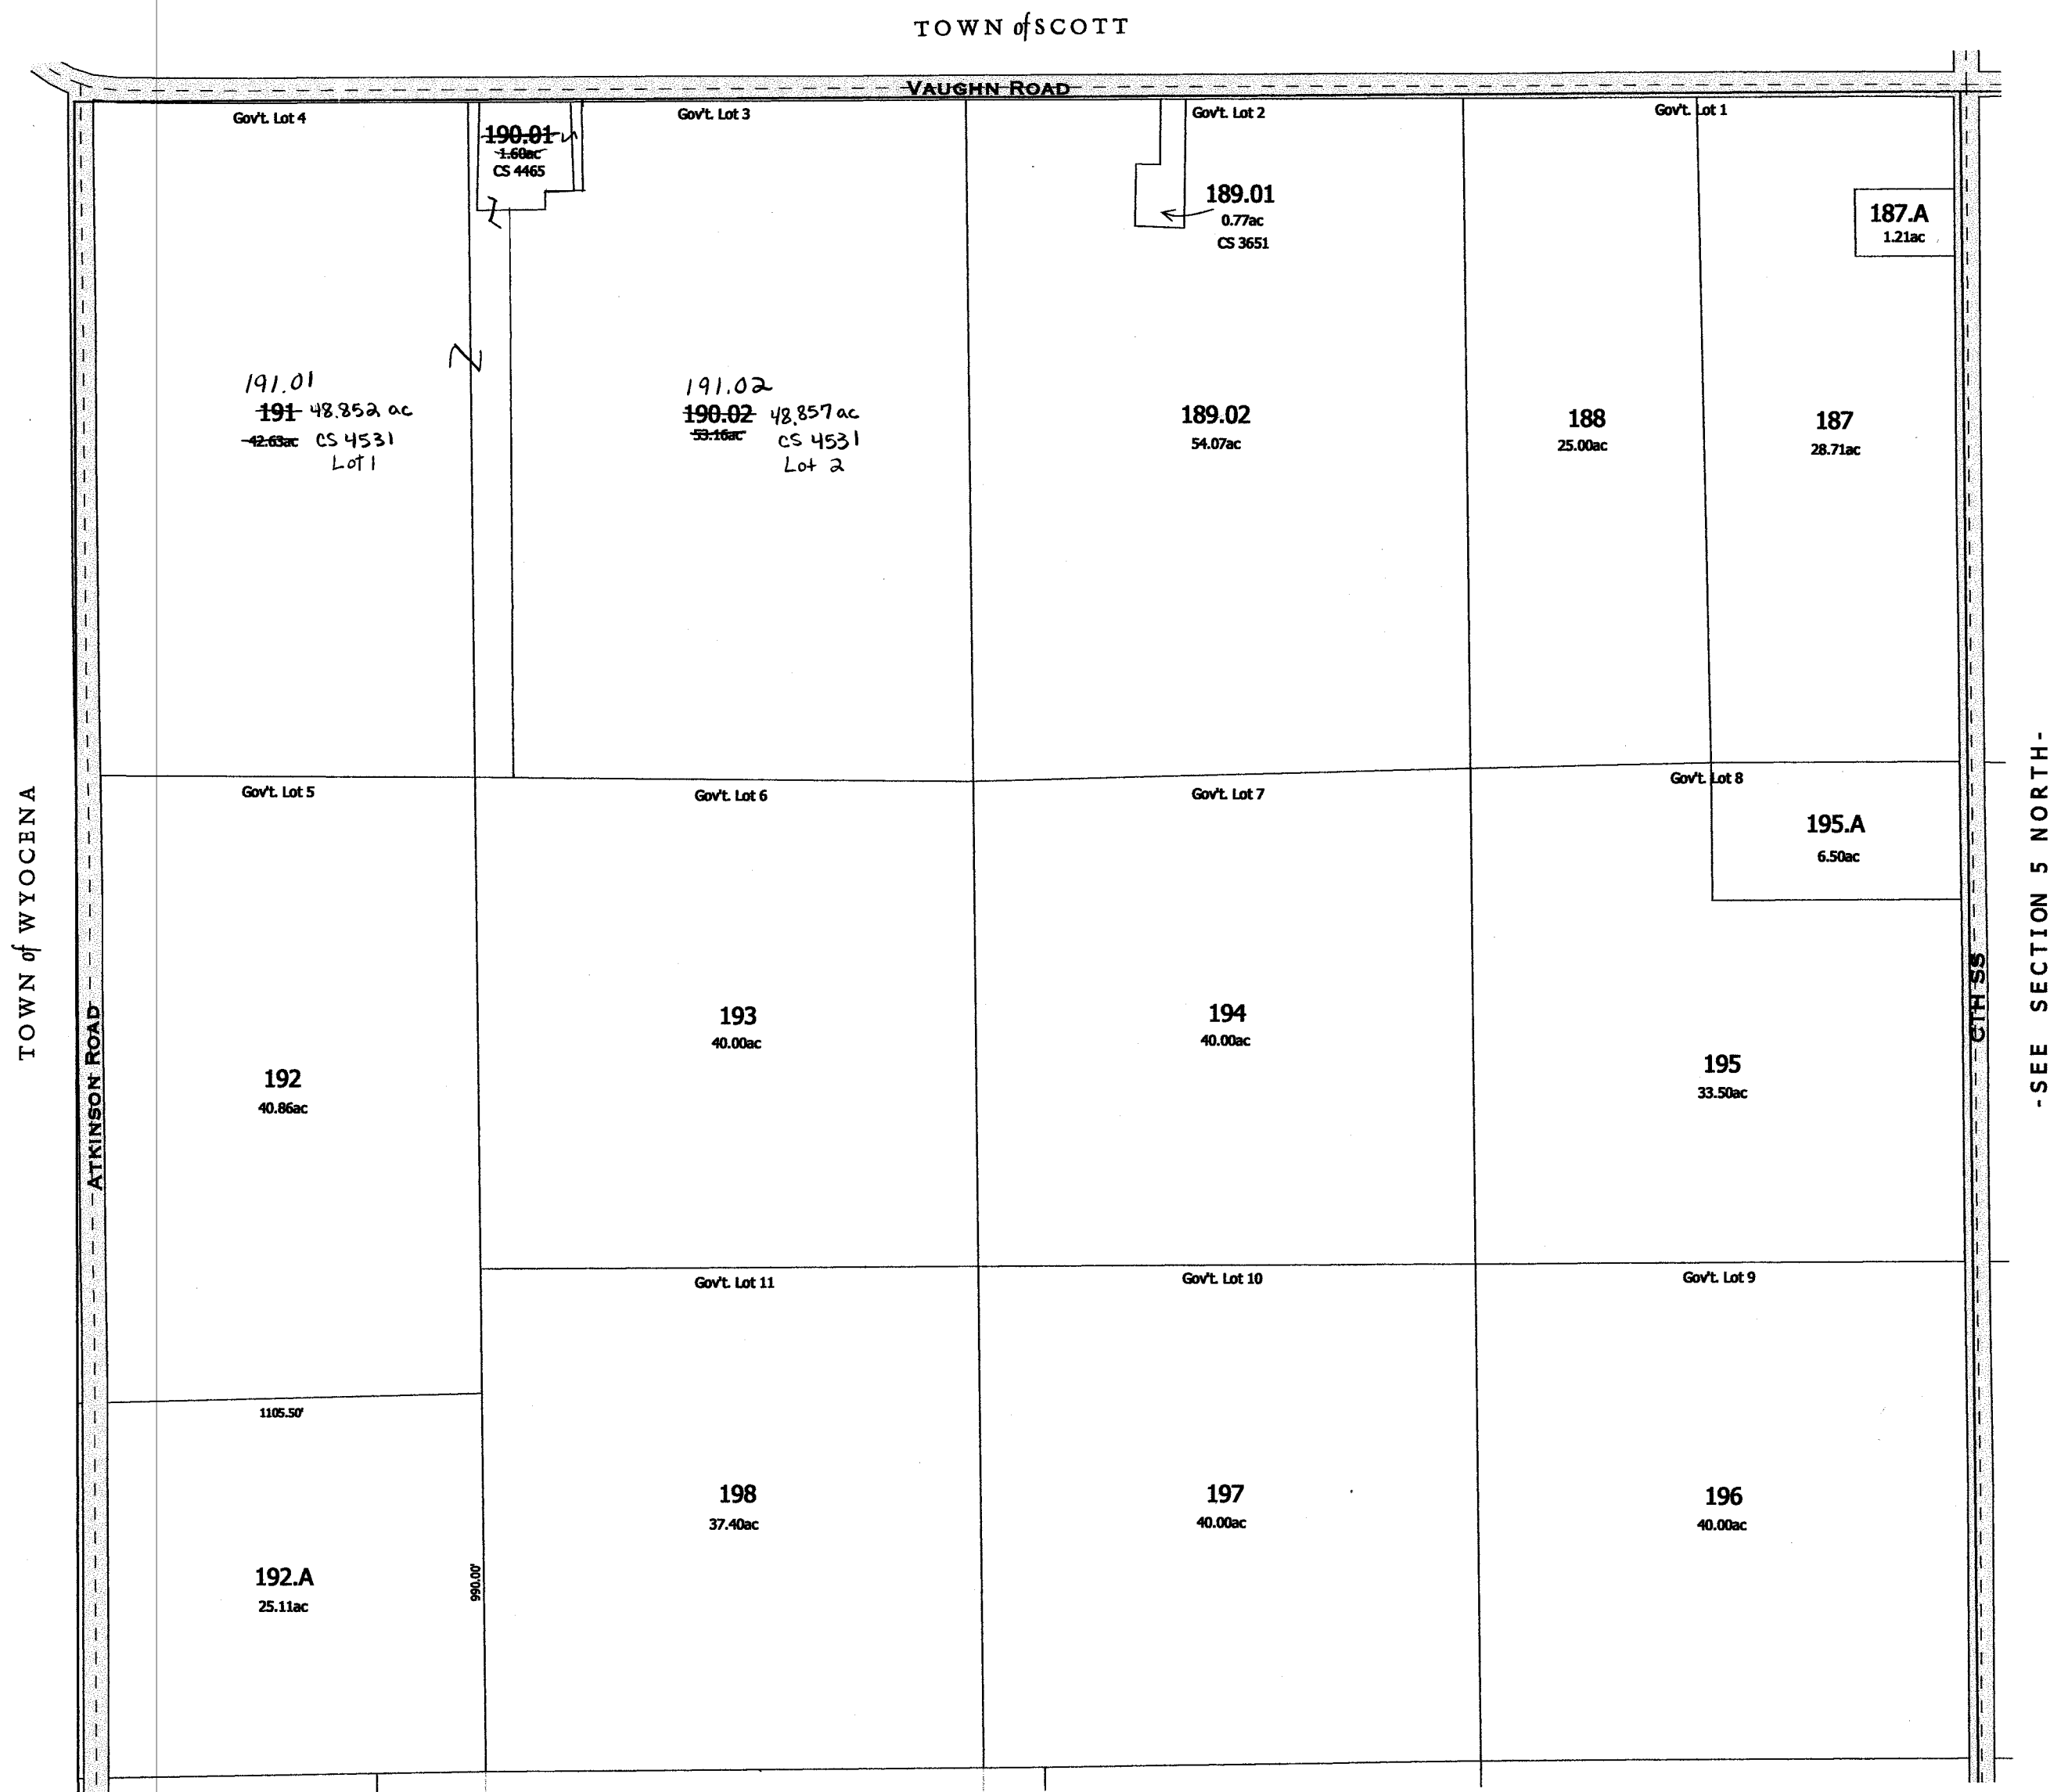 TOWN of SCOTT
VAUGHN ROAD
Gov't. Lot 4
Gov't. Lot 3
Gov't. Lot 2
Gov't. Lot 1
190.01
1.60ac
CS 4465
189.01
0.77ac
CS 3651
187.A
1.21ac
191.01
191 48.852 ac
42.63ac CS 4531
Lot 1
191.02
190.02 48.857 ac
53.16ac CS 4531
Lot 2
189.02
54.07ac
188
25.00ac
187
28.71ac
Gov't. Lot 5
Gov't. Lot 6
Gov't. Lot 7
Gov't. Lot 8
195.A
6.50ac
TOWN of WYOCENA
ATKINSON ROAD
192
40.86ac
193
40.00ac
194
40.00ac
195
33.50ac
CTH SS
-SEE SECTION 5 NORTH-
Gov't. Lot 11
Gov't. Lot 10
Gov't. Lot 9
1105.50'
990.00'
192.A
25.11ac
198
37.40ac
197
40.00ac
196
40.00ac